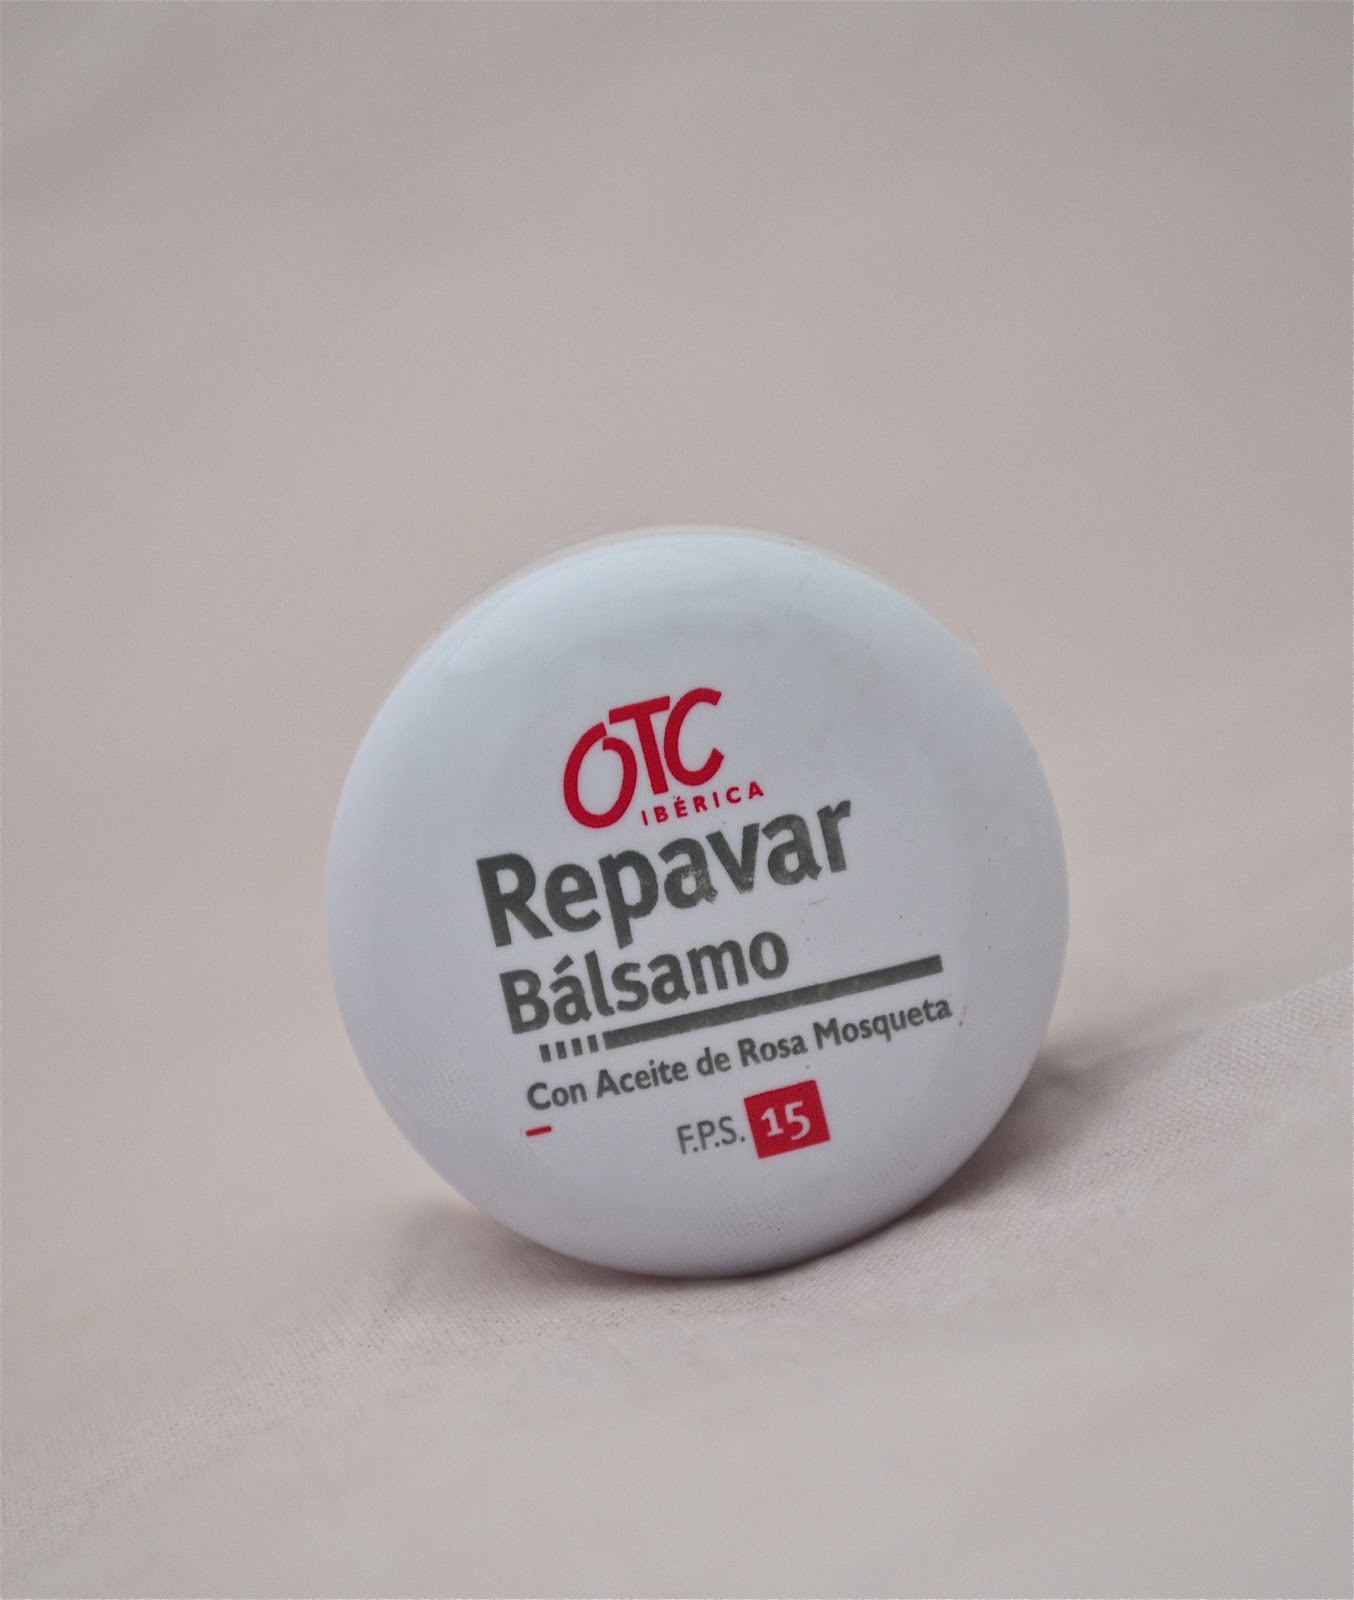 OTC
IBÉRICA
Repavar
Bálsamo
Con Aceite de Rosa Mosqueta
F.P.S. 15